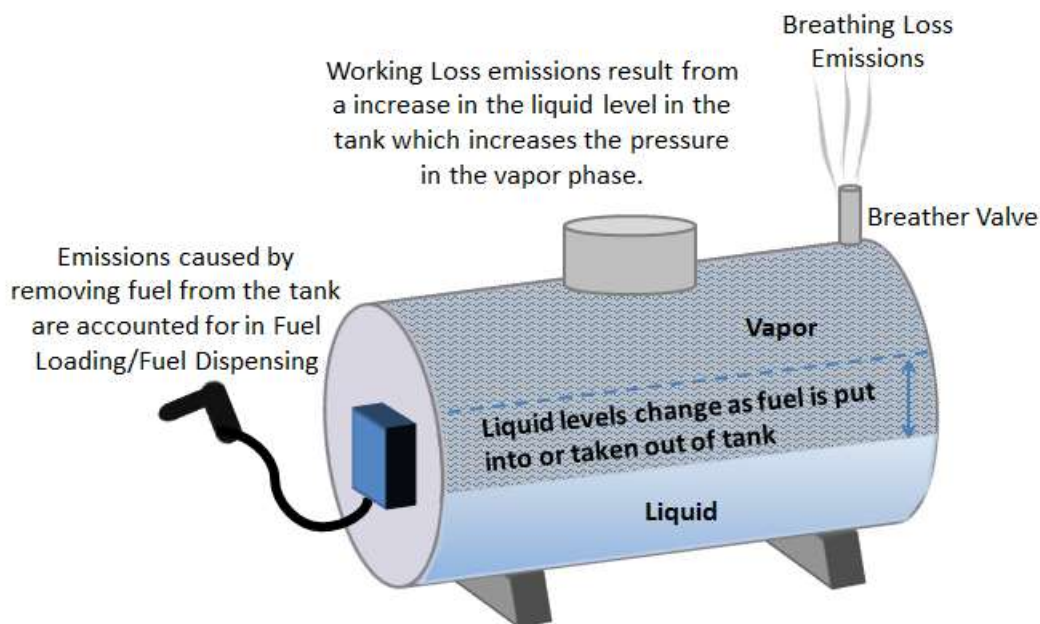 Breathing Loss
Emissions
Working Loss emissions result from
a increase in the liquid level in the
tank which increases the pressure
in the vapor phase.
Breather Valve
Emissions caused by
removing fuel from the tank
are accounted for in Fuel
Loading/Fuel Dispensing
Vapor
Liquid levels change as fuel is put
into or taken out of tank
Liquid